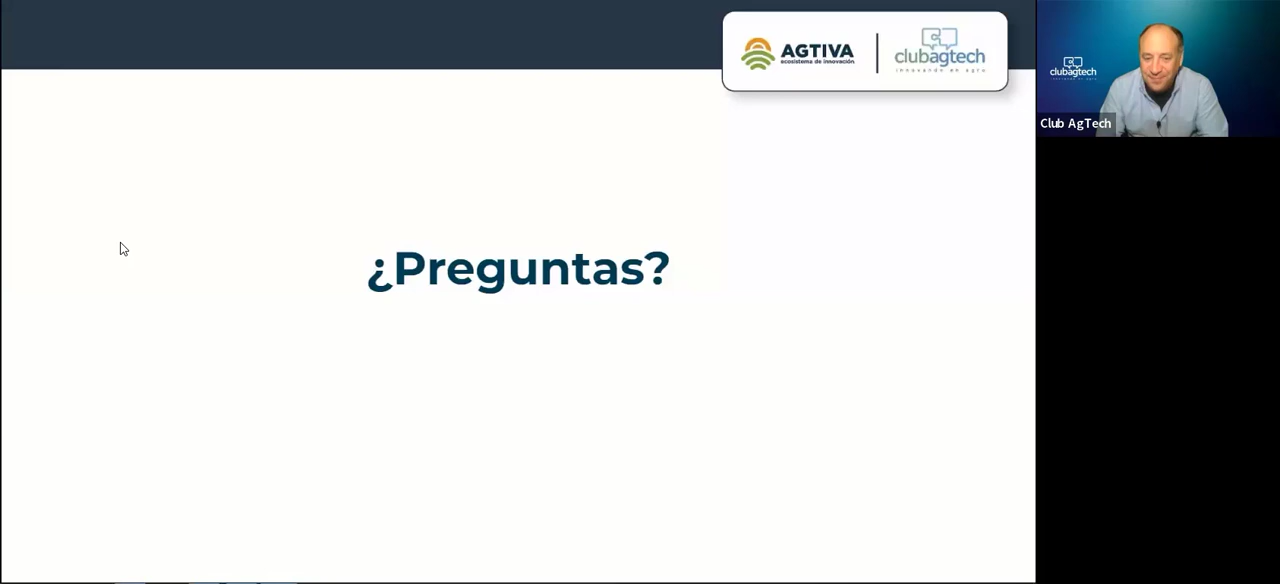 AGTIVA
ecosistema de innovación
clubagtech
innovando en agro
¿Preguntas?
clubagtech
Club AgTech